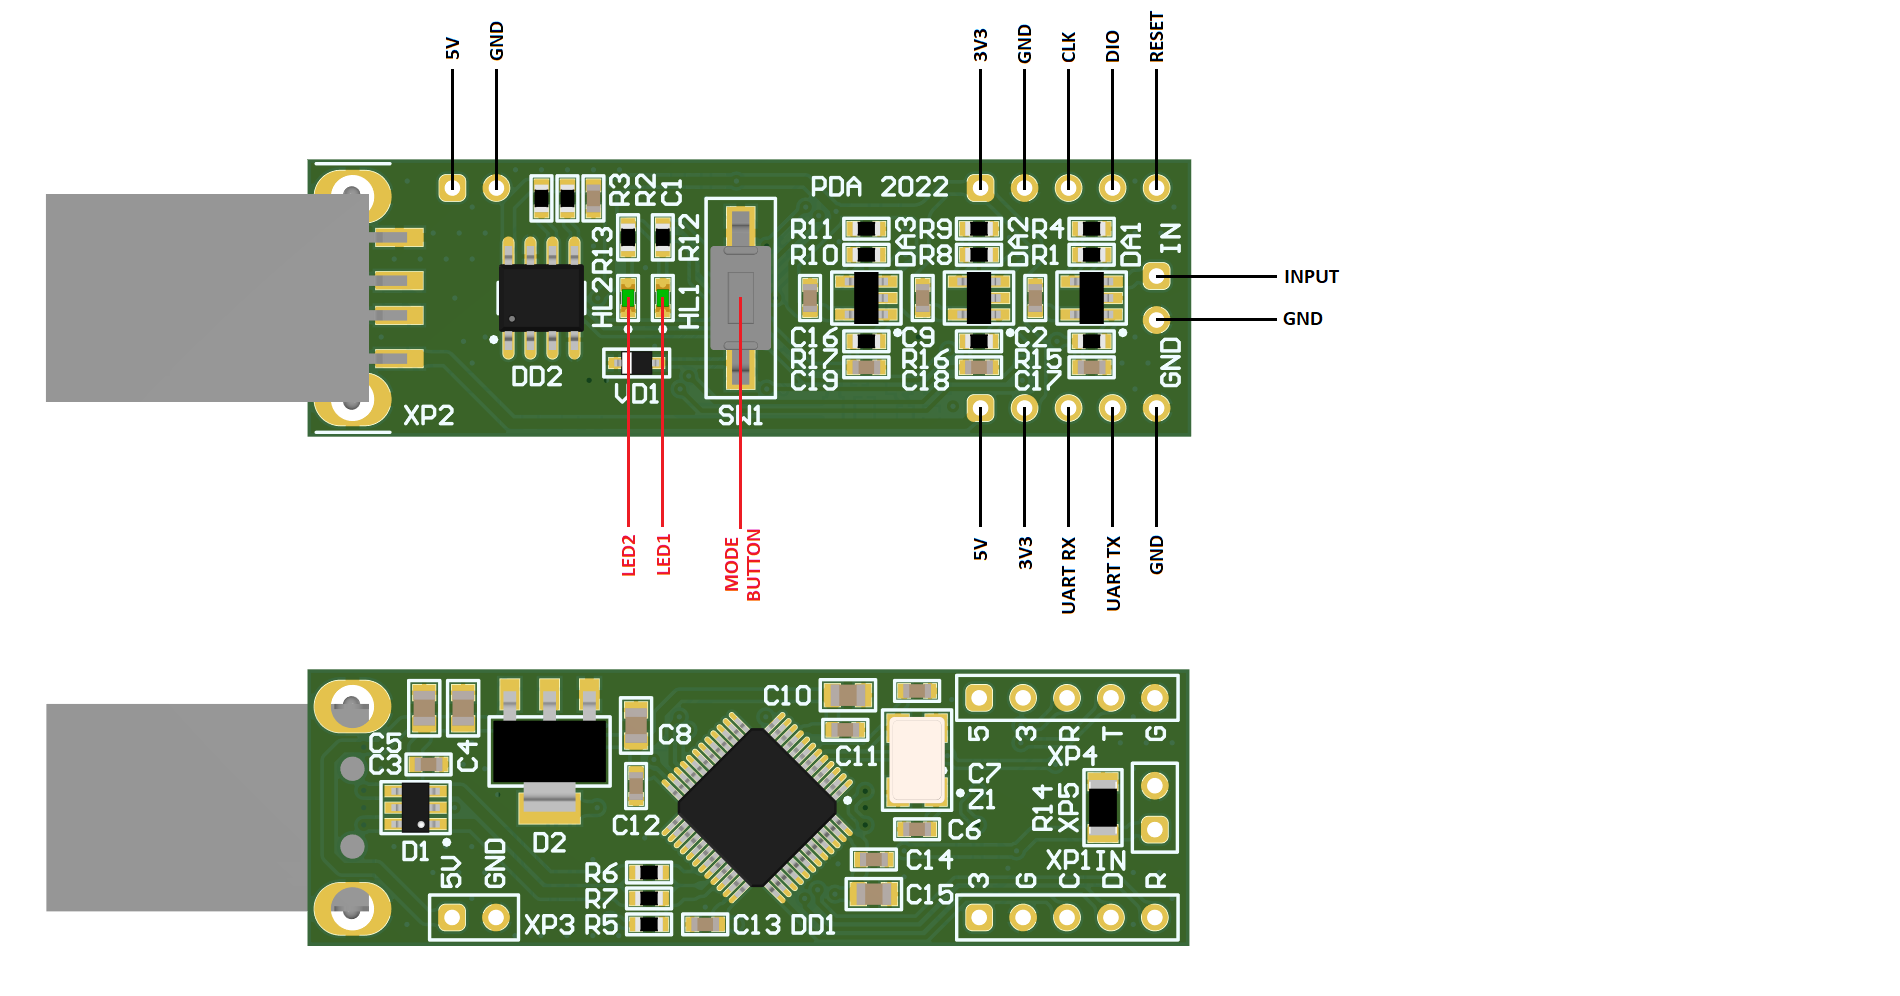 5V
GND
3V3
GND
CLK
DIO
RESET
PDA 2022
R3
R2
C1
R13
R12
HL2
HL1
DD2
VD1
XP2
SW1
R11
R10
DA3
R9
R8
DA2
R4
R1
DA1
IN
INPUT
GND
C16
R17
C19
C9
R16
C18
C2
R15
C17
GND
LED2
LED1
MODE
BUTTON
5V
3V3
UART RX
UART TX
GND
C5
C3
C4
D1
5V
GND
XP3
D2
C8
C12
R6
R7
R5
C13
DD1
C10
C11
C7
Z1
C6
C14
C15
5
3
R
T
G
XP4
R14
XP5
XP1
IN
3
G
C
D
R